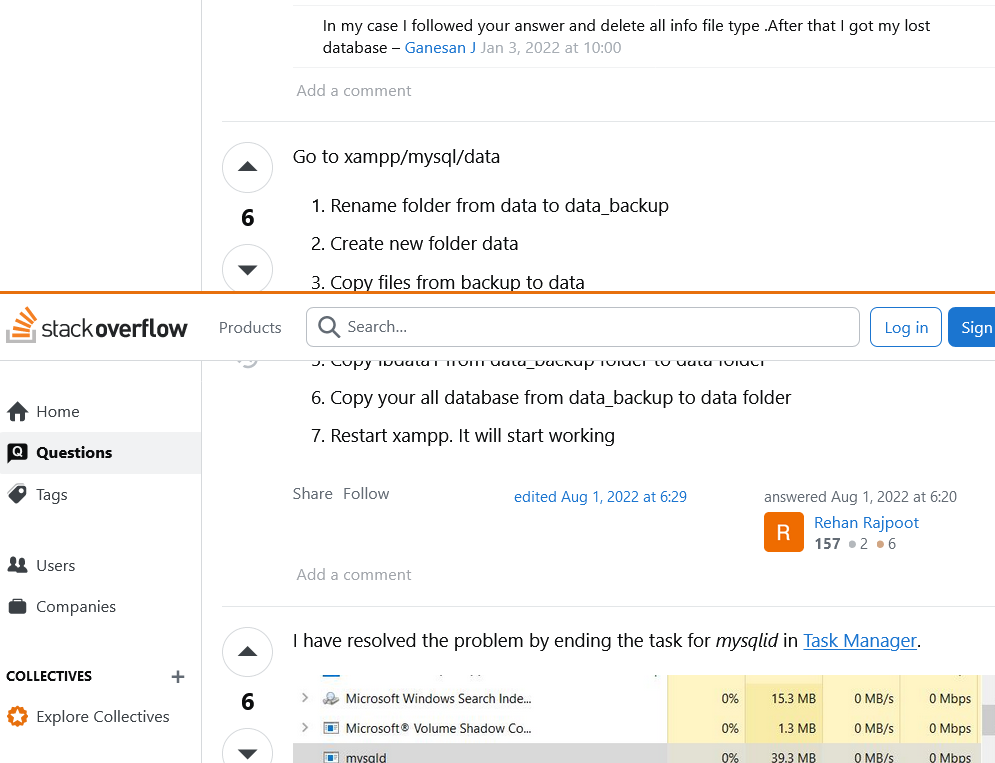 In my case I followed your answer and delete all info file type .After that I got my lost
database – Ganesan J Jan 3, 2022 at 10:00
Add a comment
Go to xampp/mysql/data
6
1. Rename folder from data to data_backup
2. Create new folder data
3. Copy files from backup to data
stackoverflow
Products
Search...
Log in
Sign
5. Copy ibdata1 from data_backup folder to data folder
6. Copy your all database from data_backup to data folder
7. Restart xampp. It will start working
Home
Questions
Tags
Users
Companies
COLLECTIVES +
Explore Collectives
Share Follow
edited Aug 1, 2022 at 6:29
answered Aug 1, 2022 at 6:20
R
Rehan Rajpoot
157 2 6
Add a comment
I have resolved the problem by ending the task for mysqlid in Task Manager.
6
Microsoft Windows Search Inde... 0% 15.3 MB 0 MB/s 0 Mbps
Microsoft® Volume Shadow Co... 0% 1.3 MB 0 MB/s 0 Mbps
mysqld 0% 39.3 MB 0 MB/s 0 Mbps